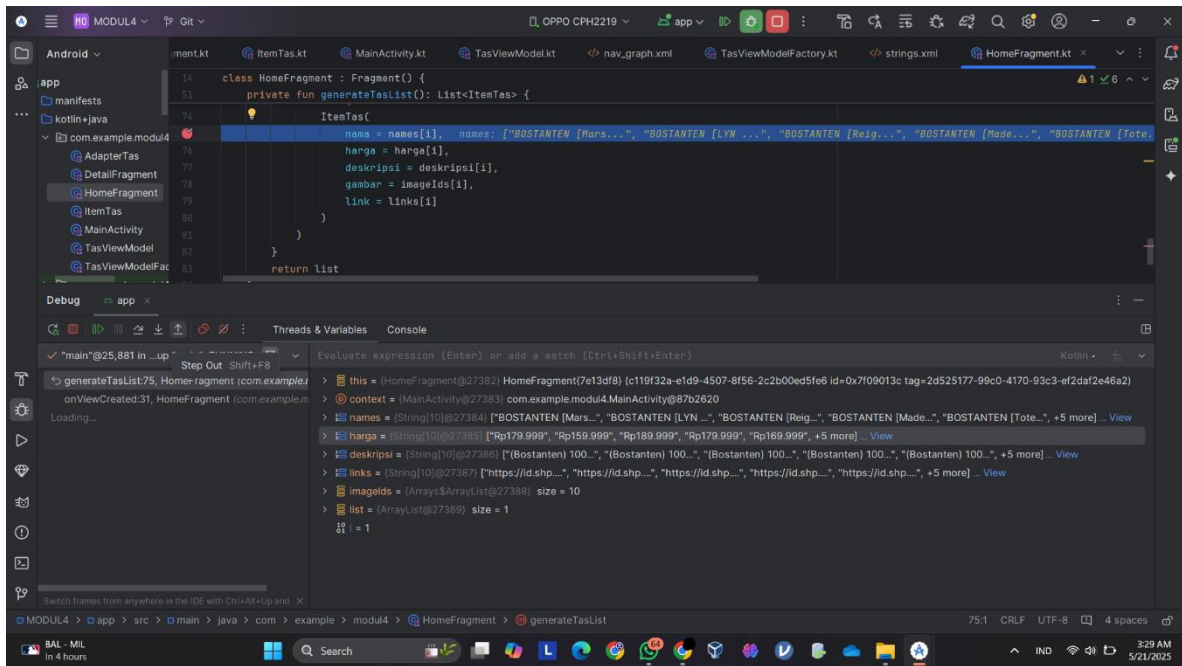 M0 MODUL4 Git OPPO CPH2219 app
Android ment.kt ItemTas.kt MainActivity.kt TasViewModel.kt nav_graph.xml TasViewModelFactory.kt strings.xml HomeFragment.kt
app
manifests
kotlin+java
com.example.modul4
AdapterTas
DetailFragment
HomeFragment
ItemTas
MainActivity
TasViewModel
TasViewModelFac
14 class HomeFragment : Fragment() { 1 6
51 private fun generateTasList(): List<ItemTas> {
74 ItemTas(
nama = names[i], names: ["BOSTANTEN [Mars...", "BOSTANTEN [LYN ...", "BOSTANTEN [Reig...", "BOSTANTEN [Made...", "BOSTANTEN [Tote.
76 harga = harga[i],
77 deskripsi = deskripsi[i],
78 gambar = imageIds[i],
79 link = links[i]
80 )
81 )
82 }
83 return list
Debug app
Threads & Variables Console
"main"@25,881 in ...up
Evaluate expression (Enter) or add a watch (Ctrl+Shift+Enter) Kotlin
Step Out Shift+F8
generateTasList:75, HomeFragment (com.example.m
onViewCreated:31, HomeFragment (com.example.m
Loading...
this = {HomeFragment@27382} HomeFragment{7e13df8} (c119f32a-e1d9-4507-8f56-2c2b00ed5fe6 id=0x7f09013c tag=2d525177-99c0-4170-93c3-ef2daf2e46a2)
context = {MainActivity@27383} com.example.modul4.MainActivity@87b2620
names = {String[10]@27384} ["BOSTANTEN [Mars...", "BOSTANTEN [LYN ...", "BOSTANTEN [Reig...", "BOSTANTEN [Made...", "BOSTANTEN [Tote...", +5 more] ... View
harga = {String[10]@27385} ["Rp179.999", "Rp159.999", "Rp189.999", "Rp179.999", "Rp169.999", +5 more] ... View
deskripsi = {String[10]@27386} ["(Bostanten) 100...", "(Bostanten) 100...", "(Bostanten) 100...", "(Bostanten) 100...", "(Bostanten) 100...", +5 more] ... View
links = {String[10]@27387} ["https://id.shp....", "https://id.shp....", "https://id.shp....", "https://id.shp....", "https://id.shp....", +5 more] ... View
imageIds = {Arrays$ArrayList@27388} size = 10
list = {ArrayList@27389} size = 1
i = 1
Switch frames from anywhere in the IDE with Ctrl+Alt+Up and
MODUL4 > app > src > main > java > com > example > modul4 > HomeFragment > generateTasList 75:1 CRLF UTF-8 4 spaces
BAL - MIL
In 4 hours
Search
IND
3:29 AM
5/21/2025